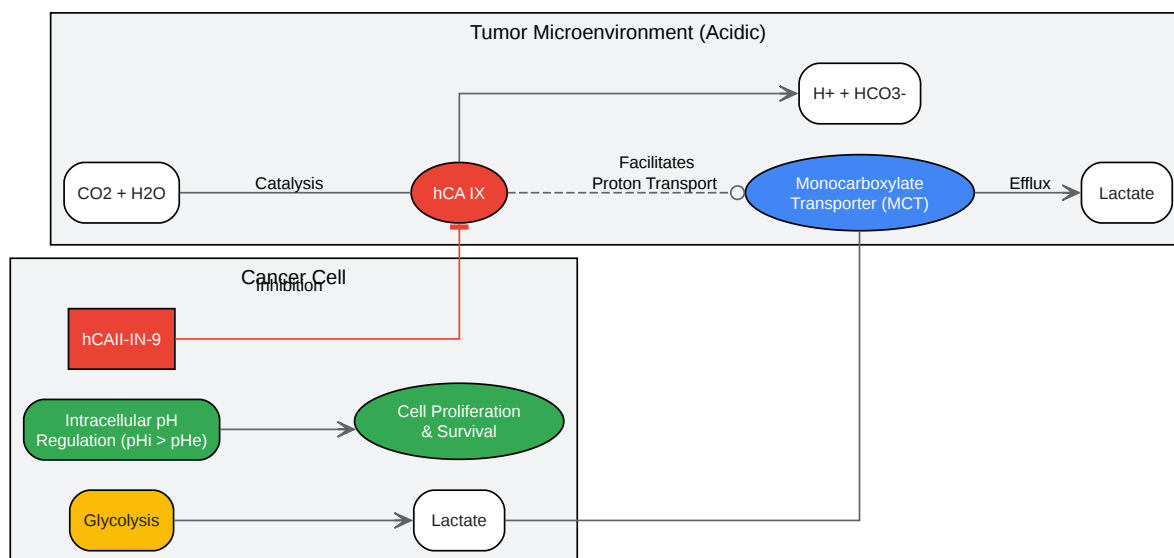 Tumor Microenvironment (Acidic)
H+ + HCO3-
CO2 + H2O
Catalysis
hCA IX
Facilitates
Proton Transport
Monocarboxylate
Transporter (MCT)
Efflux
Lactate
Cancer Cell
Inhibition
hCAII-IN-9
Intracellular pH
Regulation (pHi > pHe)
Cell Proliferation
& Survival
Glycolysis
Lactate